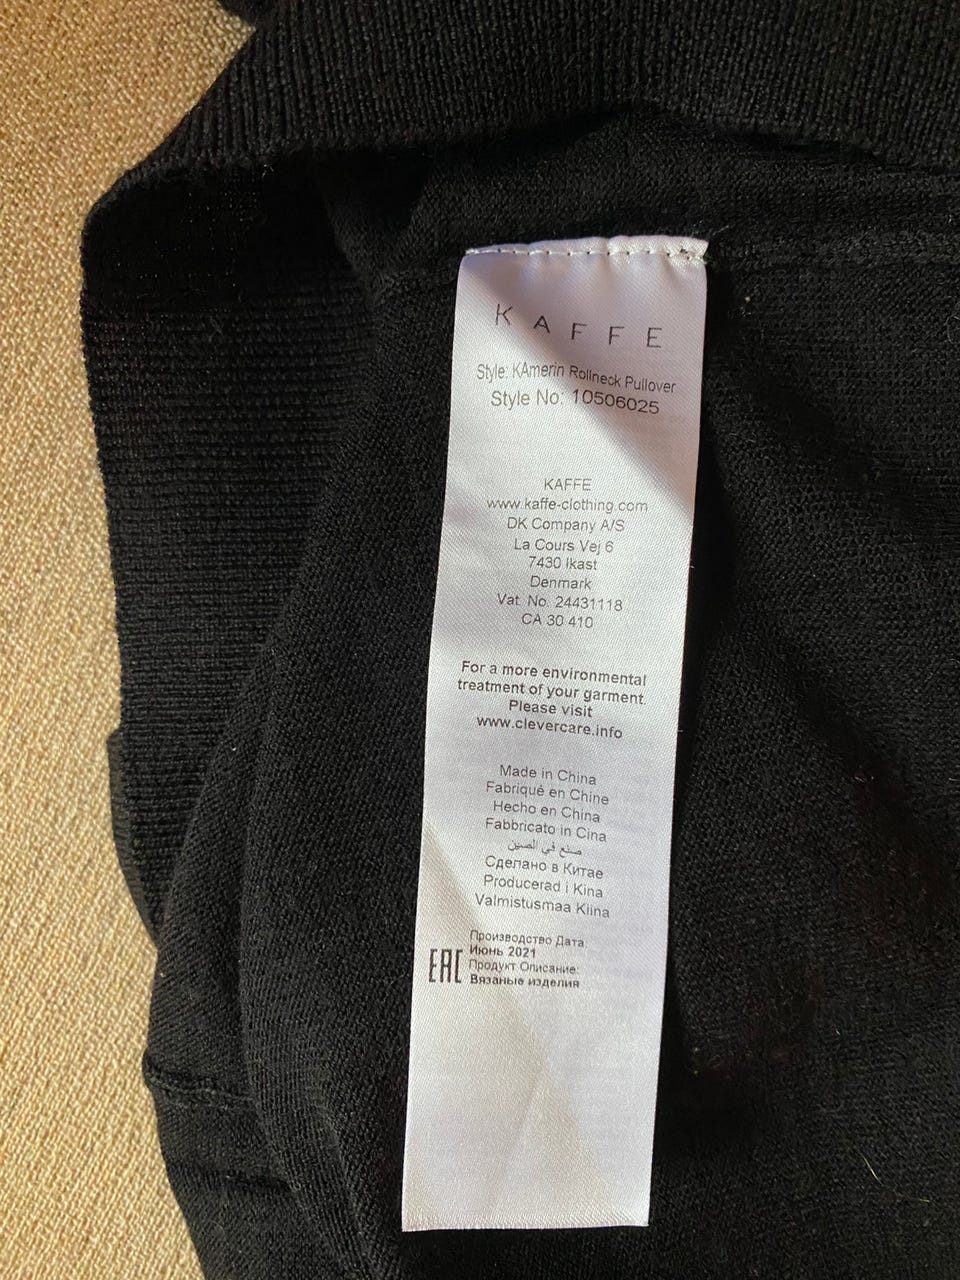 KAFFE
Style: KAmerin Rollneck Pullover
Style No: 10506025
KAFFE
www.kaffe-clothing.com
DK Company A/S
La Cours Vej 6
7430 Ikast
Denmark
Vat. No. 24431118
CA 30 410
For a more environmental
treatment of your garment.
Please visit
www.clevercare.info
Made in China
Fabriqué en Chine
Hecho en China
Fabbricato in Cina
صنع في الصين
Сделано в Китае
Producerad i Kina
Valmistusmaa Kiina
Производство Дата:
Июнь 2021
EAC Продукт Описание:
Вязаные изделия